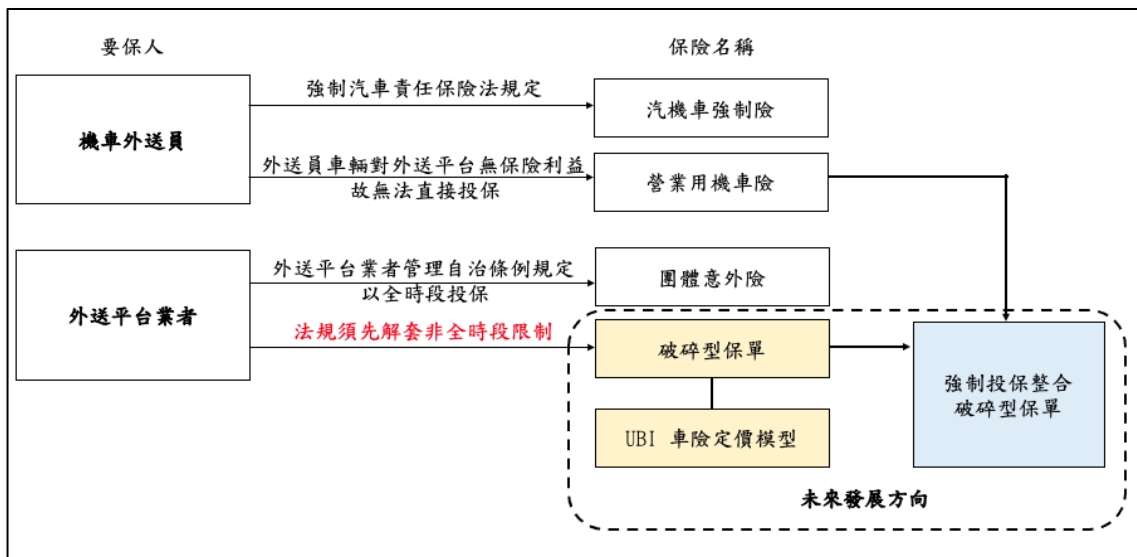 要保人
保險名稱
機車外送員
強制汽車責任保險法規定
汽機車強制險
外送員車輛對外送平台無保險利益
故無法直接投保
營業用機車險
外送平台業者
外送平台業者管理自治條例規定
以全時段投保
團體意外險
法規須先解套非全時段限制
破碎型保單
UBI 車險定價模型
強制投保整合
破碎型保單
未來發展方向